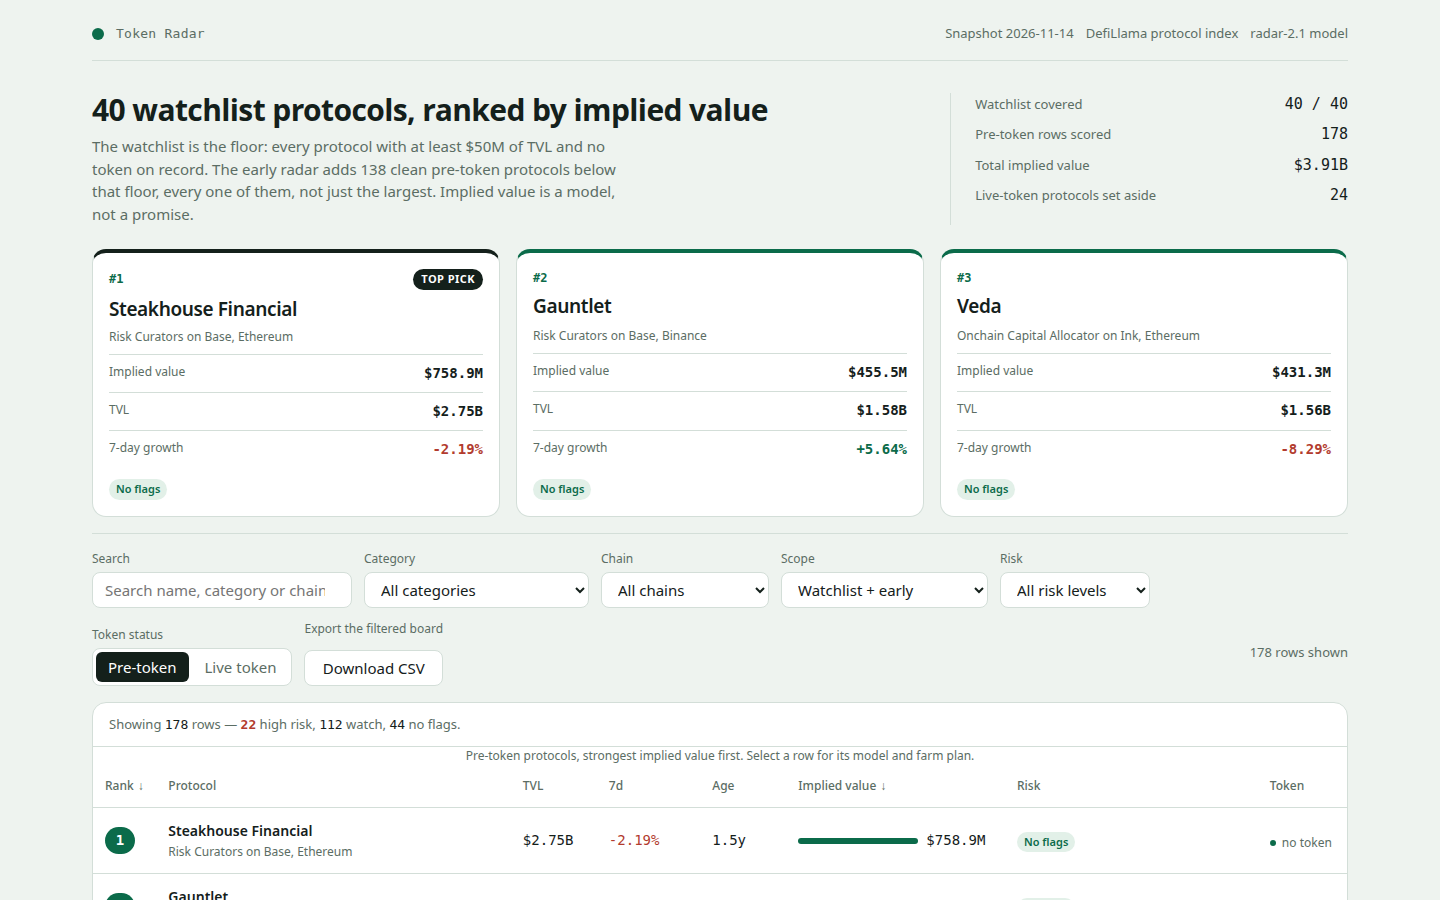 Token Radar
Snapshot 2026-11-14 DefiLlama protocol index radar-2.1 model
40 watchlist protocols, ranked by implied value
The watchlist is the floor: every protocol with at least $50M of TVL and no
token on record. The early radar adds 138 clean pre-token protocols below
that floor, every one of them, not just the largest. Implied value is a model,
not a promise.
Watchlist covered 40 / 40
Pre-token rows scored 178
Total implied value $3.91B
Live-token protocols set aside 24
#1 TOP PICK
Steakhouse Financial
Risk Curators on Base, Ethereum
Implied value $758.9M
TVL $2.75B
7-day growth -2.19%
No flags
#2
Gauntlet
Risk Curators on Base, Binance
Implied value $455.5M
TVL $1.58B
7-day growth +5.64%
No flags
#3
Veda
Onchain Capital Allocator on Ink, Ethereum
Implied value $431.3M
TVL $1.56B
7-day growth -8.29%
No flags
Search Category Chain Scope Risk
Search name, category or chain All categories All chains Watchlist + early All risk levels
Token status Export the filtered board
Pre-token Live token Download CSV 178 rows shown
Showing 178 rows — 22 high risk, 112 watch, 44 no flags.
Pre-token protocols, strongest implied value first. Select a row for its model and farm plan.
Rank ↓ Protocol TVL 7d Age Implied value ↓ Risk Token
1 Steakhouse Financial $2.75B -2.19% 1.5y $758.9M No flags no token
Risk Curators on Base, Ethereum
Gauntlet